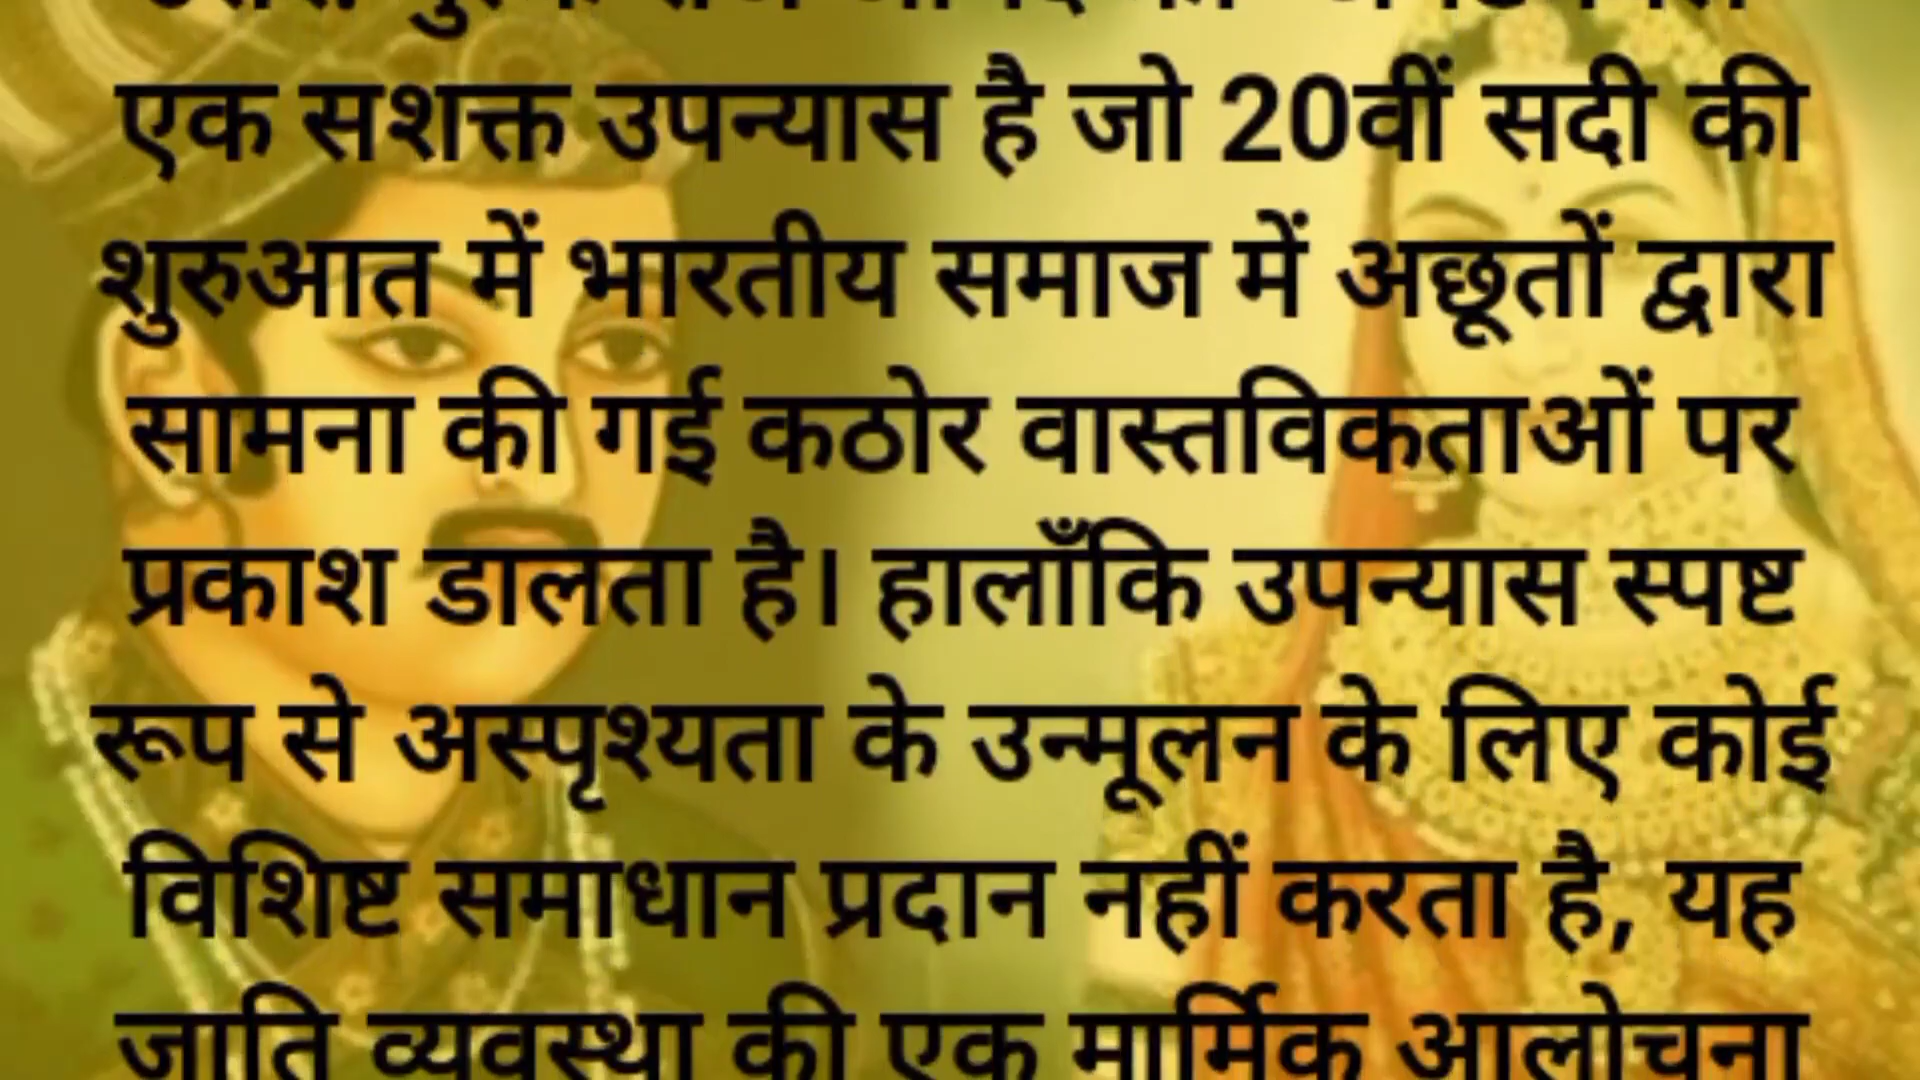 एक सशक्त उपन्यास है जो 20वीं सदी की
शुरुआत में भारतीय समाज में अछूतों द्वारा
सामना की गई कठोर वास्तविकताओं पर
प्रकाश डालता है। हालाँकि उपन्यास स्पष्ट
रूप से अस्पृश्यता के उन्मूलन के लिए कोई
विशिष्ट समाधान प्रदान नहीं करता है, यह
जाति व्यवस्था की एक मार्मिक आलोचना